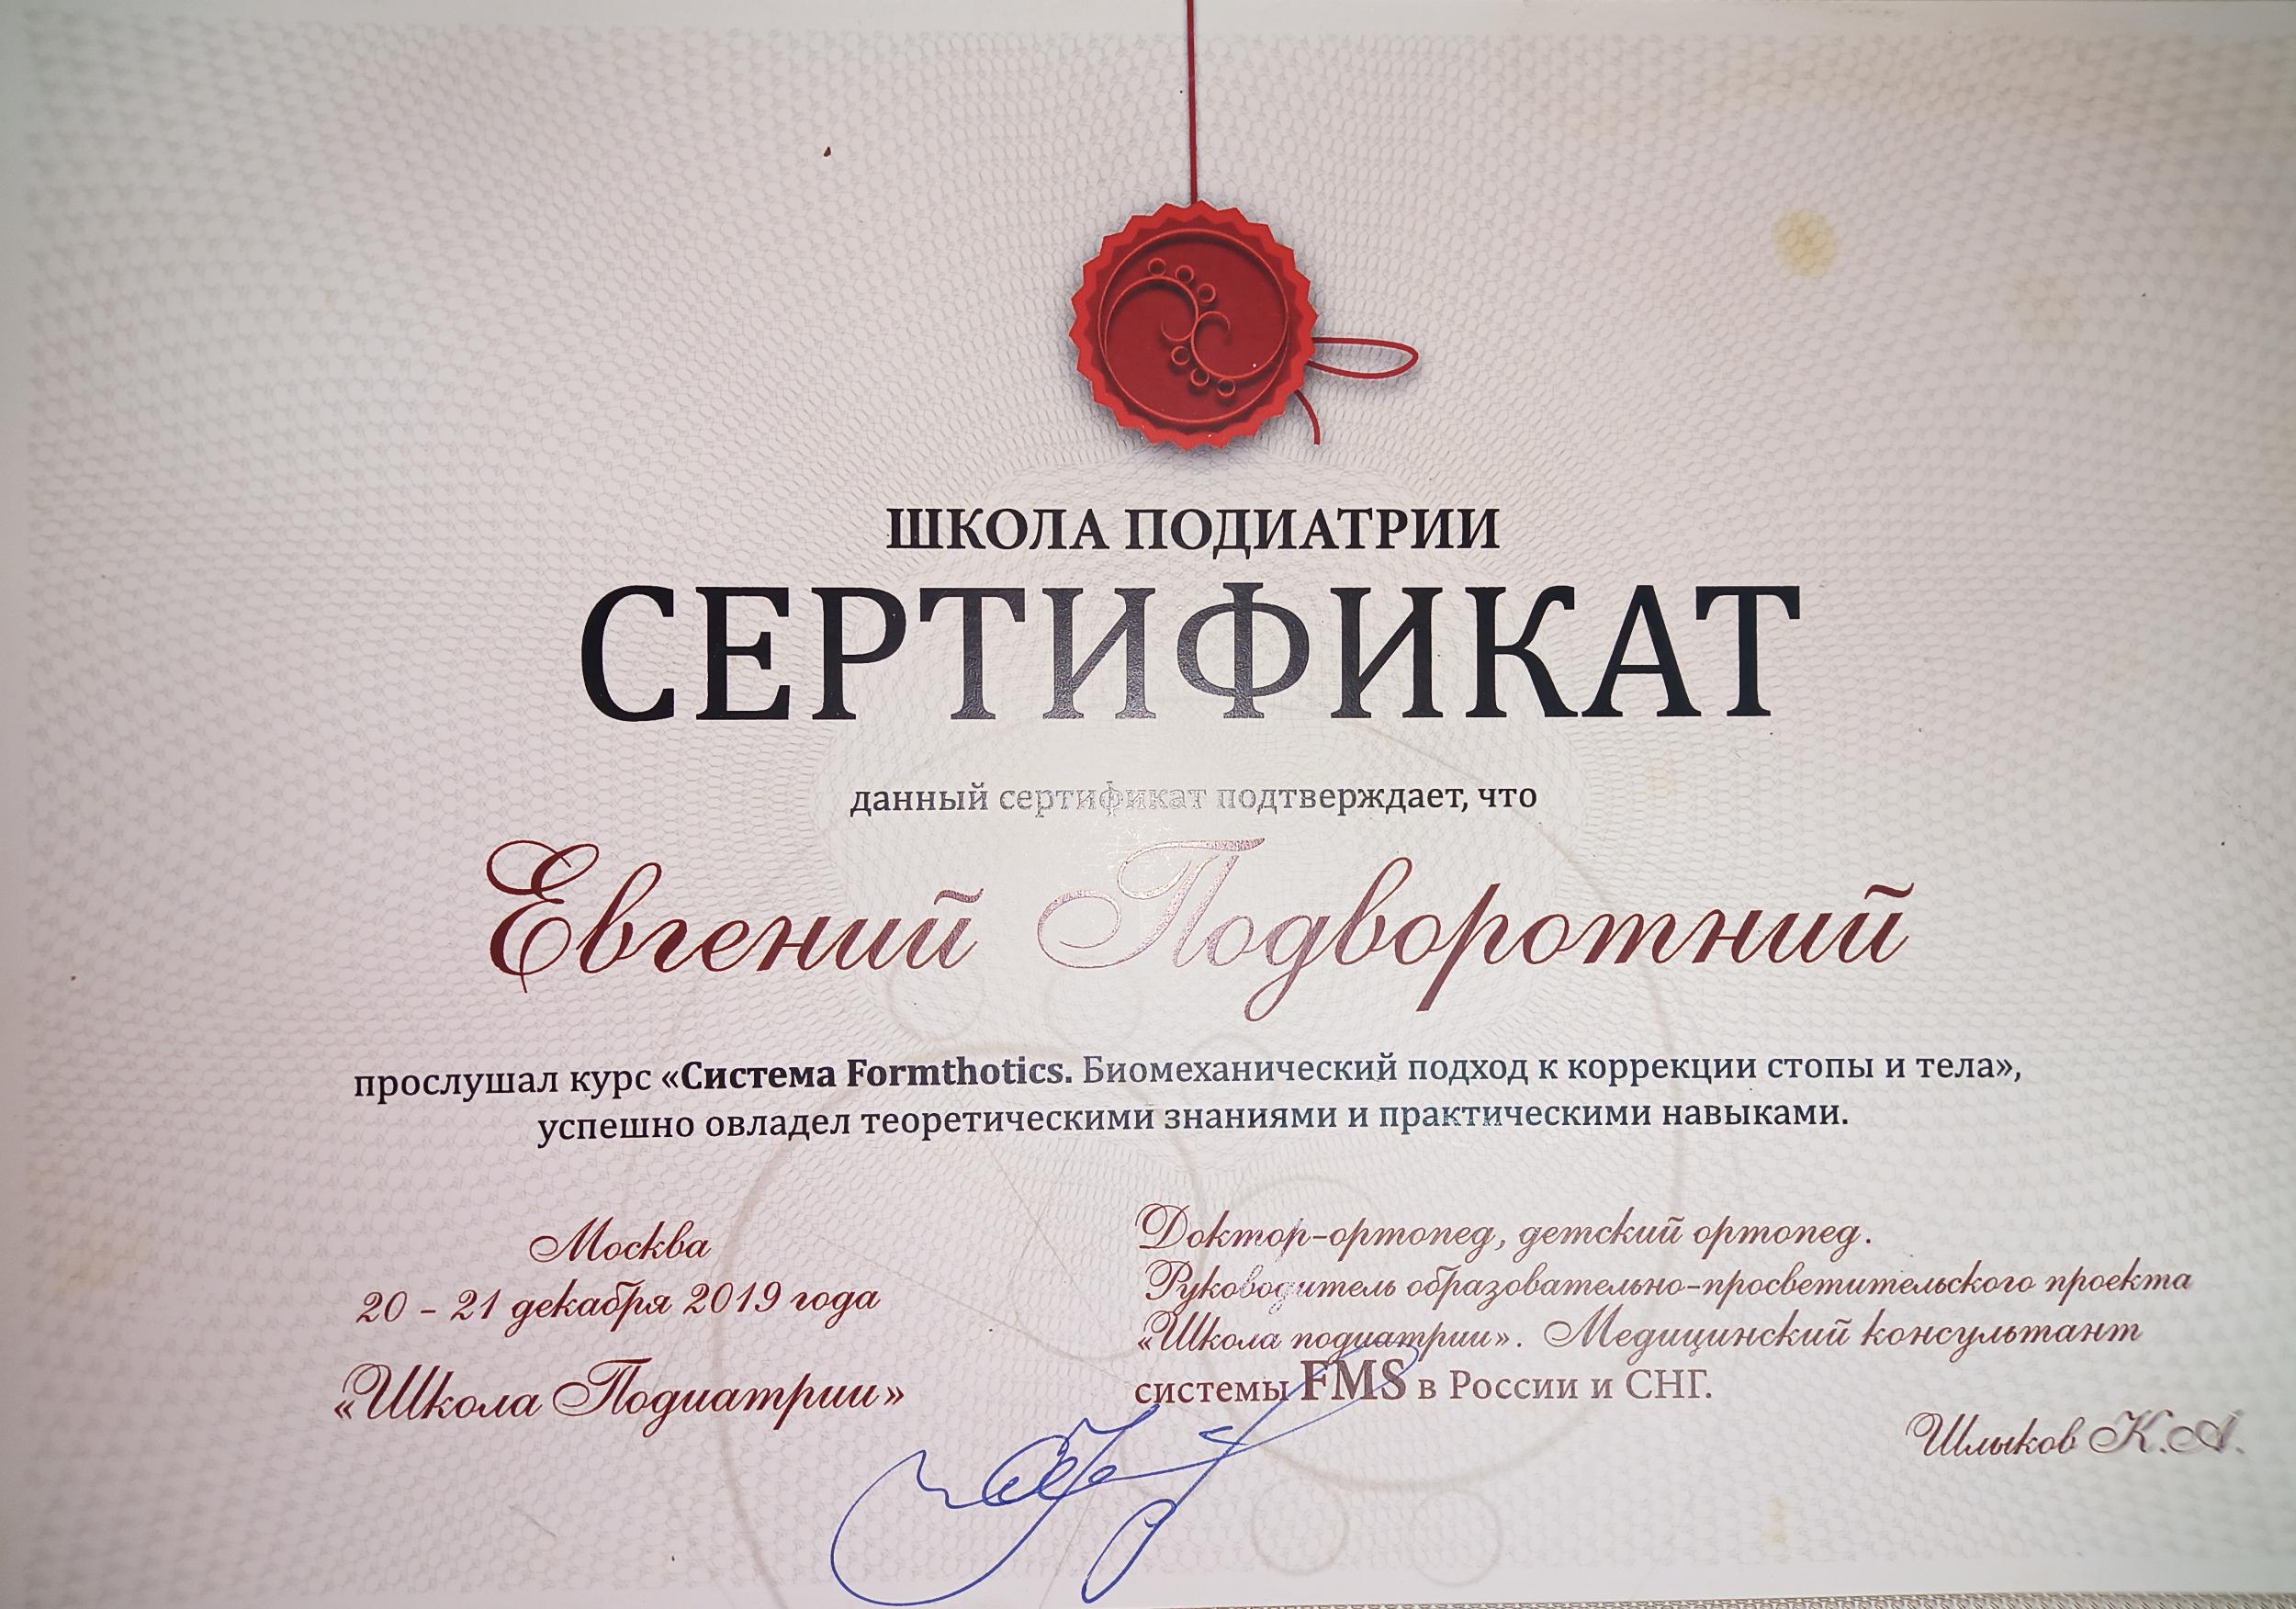 ШКОЛА ПОДИАТРИИ
СЕРТИФИКАТ
данный сертификат подтверждает, что
Евгений Подворотний
прослушал курс «Система Formthotics. Биомеханический подход к коррекции стопы и тела»,
успешно овладел теоретическими знаниями и практическими навыками.
Москва
20 - 21 декабря 2019 года
«Школа Подиатрии»
Доктор-ортопед, детский ортопед.
Руководитель образовательно-просветительского проекта
«Школа подиатрии». Медицинский консультант
системы FMS в России и СНГ.
Шлыков К.А.